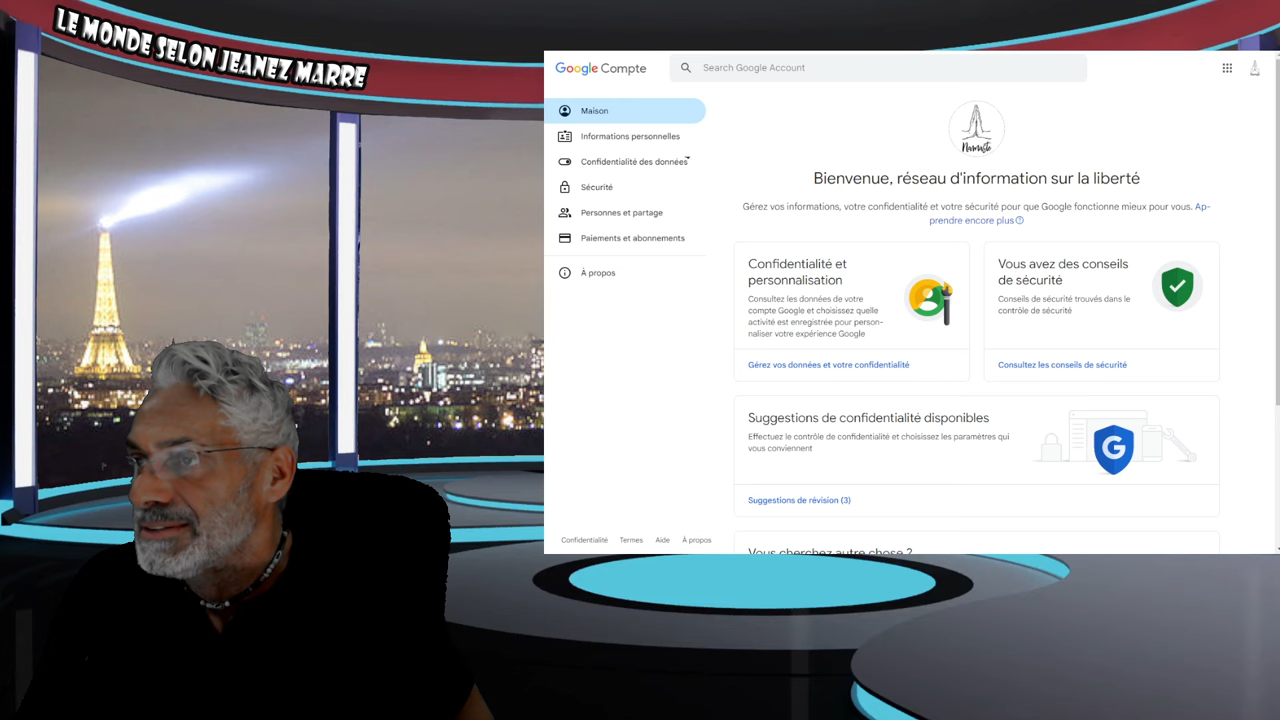 LE MONDE SELON JEANEZ MARRE
Google Compte
Search Google Account
Maison
Informations personnelles
Confidentialité des données
Sécurité
Personnes et partage
Paiements et abonnements
À propos
Namaste
Bienvenue, réseau d'information sur la liberté
Gérez vos informations, votre confidentialité et votre sécurité pour que Google fonctionne mieux pour vous. Ap-
prendre encore plus
Confidentialité et
personnalisation
Consultez les données de votre
compte Google et choisissez quelle
activité est enregistrée pour person-
naliser votre expérience Google
Gérez vos données et votre confidentialité
Vous avez des conseils
de sécurité
Conseils de sécurité trouvés dans le
contrôle de sécurité
Consultez les conseils de sécurité
Suggestions de confidentialité disponibles
Effectuez le contrôle de confidentialité et choisissez les paramètres qui
vous conviennent
G
Suggestions de révision (3)
Vous cherchez autre chose ?
Confidentialité Termes Aide À propos